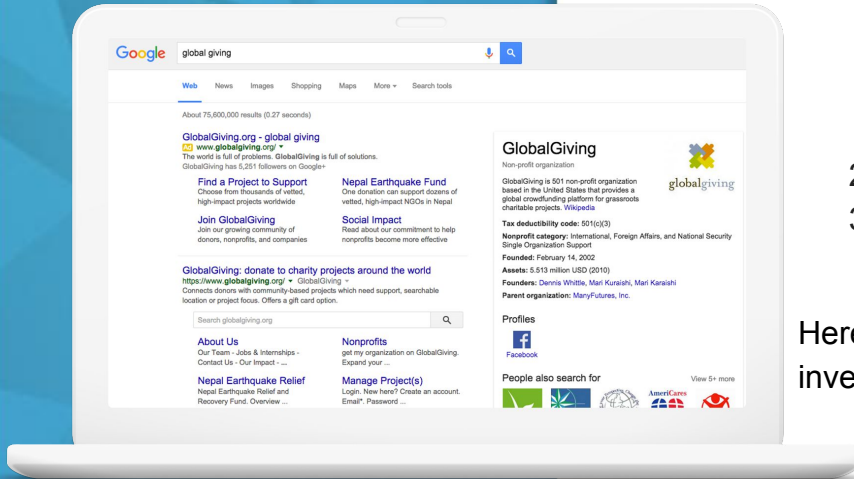 Google
global giving
Web News Images Shopping Maps More Search tools
About 75,600,000 results (0.27 seconds)
GlobalGiving.org - global giving
Ad www.globalgiving.org/
The world is full of problems. GlobalGiving is full of solutions.
GlobalGiving has 5,251 followers on Google+
Find a Project to Support
Choose from thousands of vetted,
high-impact projects worldwide
Nepal Earthquake Fund
One donation can support dozens of
vetted, high-impact NGOs in Nepal
Join GlobalGiving
Join our growing community of
donors, nonprofits, and companies
Social Impact
Read about our commitment to help
nonprofits become more effective
GlobalGiving: donate to charity projects around the world
https://www.globalgiving.org/ GlobalGiving
Connects donors with community-based projects which need support, searchable
location or project focus. Offers a gift card option.
Search globalgiving.org
About Us
Our Team - Jobs & Internships -
Contact Us - Our Impact - ...
Nonprofits
get my organization on GlobalGiving.
Expand your ...
Nepal Earthquake Relief
Nepal Earthquake Relief and
Recovery Fund. Overview ...
Manage Project(s)
Login. New here? Create an account.
Email*. Password ...
GlobalGiving
Non-profit organization
globalgiving
GlobalGiving is 501 non-profit organization
based in the United States that provides a
global crowdfunding platform for grassroots
charitable projects. Wikipedia
Tax deductibility code: 501(c)(3)
Nonprofit category: International, Foreign Affairs, and National Security
Single Organization Support
Founded: February 14, 2002
Assets: 5.513 million USD (2010)
Founders: Dennis Whittle, Mari Kuraishi, Mari Karaishi
Parent organization: ManyFutures, Inc.
Profiles
Facebook
People also search for View 5+ more
AmeriCares
2
3
Here
inve